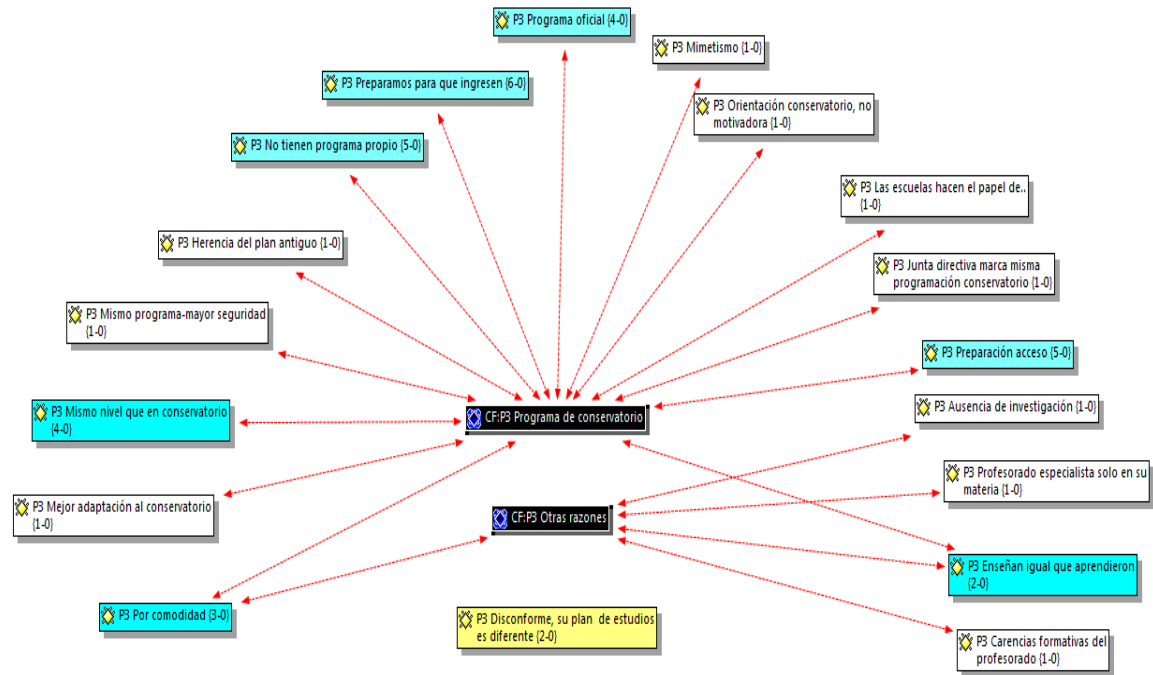 P3 Programa oficial {4-0}
P3 Mimetismo {1-0}
P3 Preparamos para que ingresen {6-0}
P3 Orientación conservatorio, no
motivadora {1-0}
P3 No tienen programa propio {5-0}
P3 Las escuelas hacen el papel de..
{1-0}
P3 Herencia del plan antiguo {1-0}
P3 Junta directiva marca misma
programación conservatorio {1-0}
P3 Mismo programa-mayor seguridad
{1-0}
P3 Preparación acceso {5-0}
P3 Mismo nivel que en conservatorio
{4-0}
CF:P3 Programa de conservatorio
P3 Ausencia de investigación {1-0}
P3 Profesorado especialista solo en su
materia {1-0}
P3 Mejor adaptación al conservatorio
{1-0}
CF:P3 Otras razones
P3 Enseñan igual que aprendieron
{2-0}
P3 Por comodidad {3-0}
P3 Disconforme, su plan  de estudios
es diferente {2-0}
P3 Carencias formativas del
profesorado {1-0}